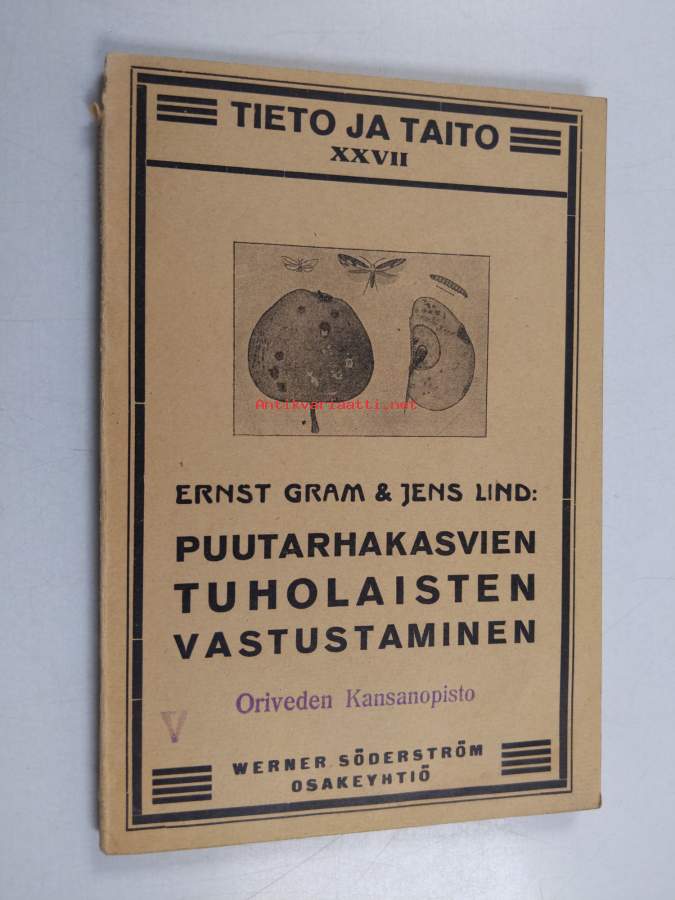 TIETO JA TAITO
XXVII
Antikvariaatti.net
ERNST GRAM & JENS LIND:
PUUTARHAKASVIEN
TUHOLAISTEN
VASTUSTAMINEN
Oriveden Kansanopisto
V
WERNER SÖDERSTRÖM
OSAKEYHTIÖ